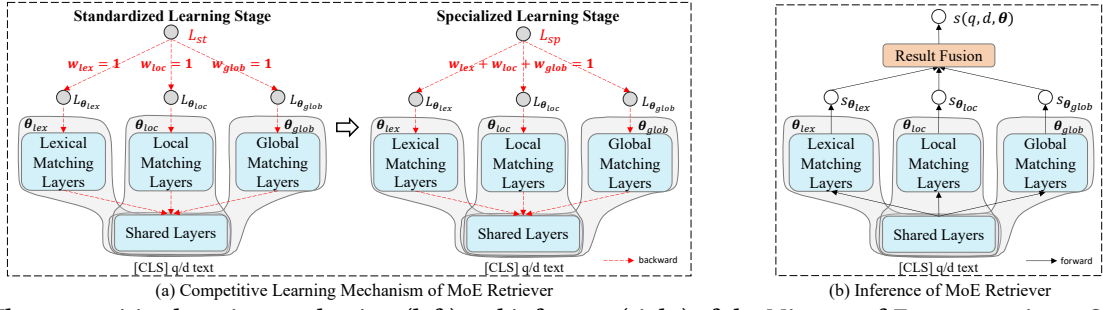 Standardized Learning Stage
L_st
w_lex = 1 w_loc = 1 w_glob = 1
L_θlex L_θloc L_θglob
θ_lex θ_loc θ_glob
Lexical Matching Layers
Local Matching Layers
Global Matching Layers
Shared Layers
[CLS] q/d text
Specialized Learning Stage
L_sp
w_lex + w_loc + w_glob = 1
L_θlex L_θloc L_θglob
θ_lex θ_loc θ_glob
Lexical Matching Layers
Local Matching Layers
Global Matching Layers
Shared Layers
[CLS] q/d text
backward
(a) Competitive Learning Mechanism of MoE Retriever
s(q, d, θ)
Result Fusion
s_θlex s_θloc s_θglob
θ_lex θ_loc θ_glob
Lexical Matching Layers
Local Matching Layers
Global Matching Layers
Shared Layers
[CLS] q/d text
forward
(b) Inference of MoE Retriever